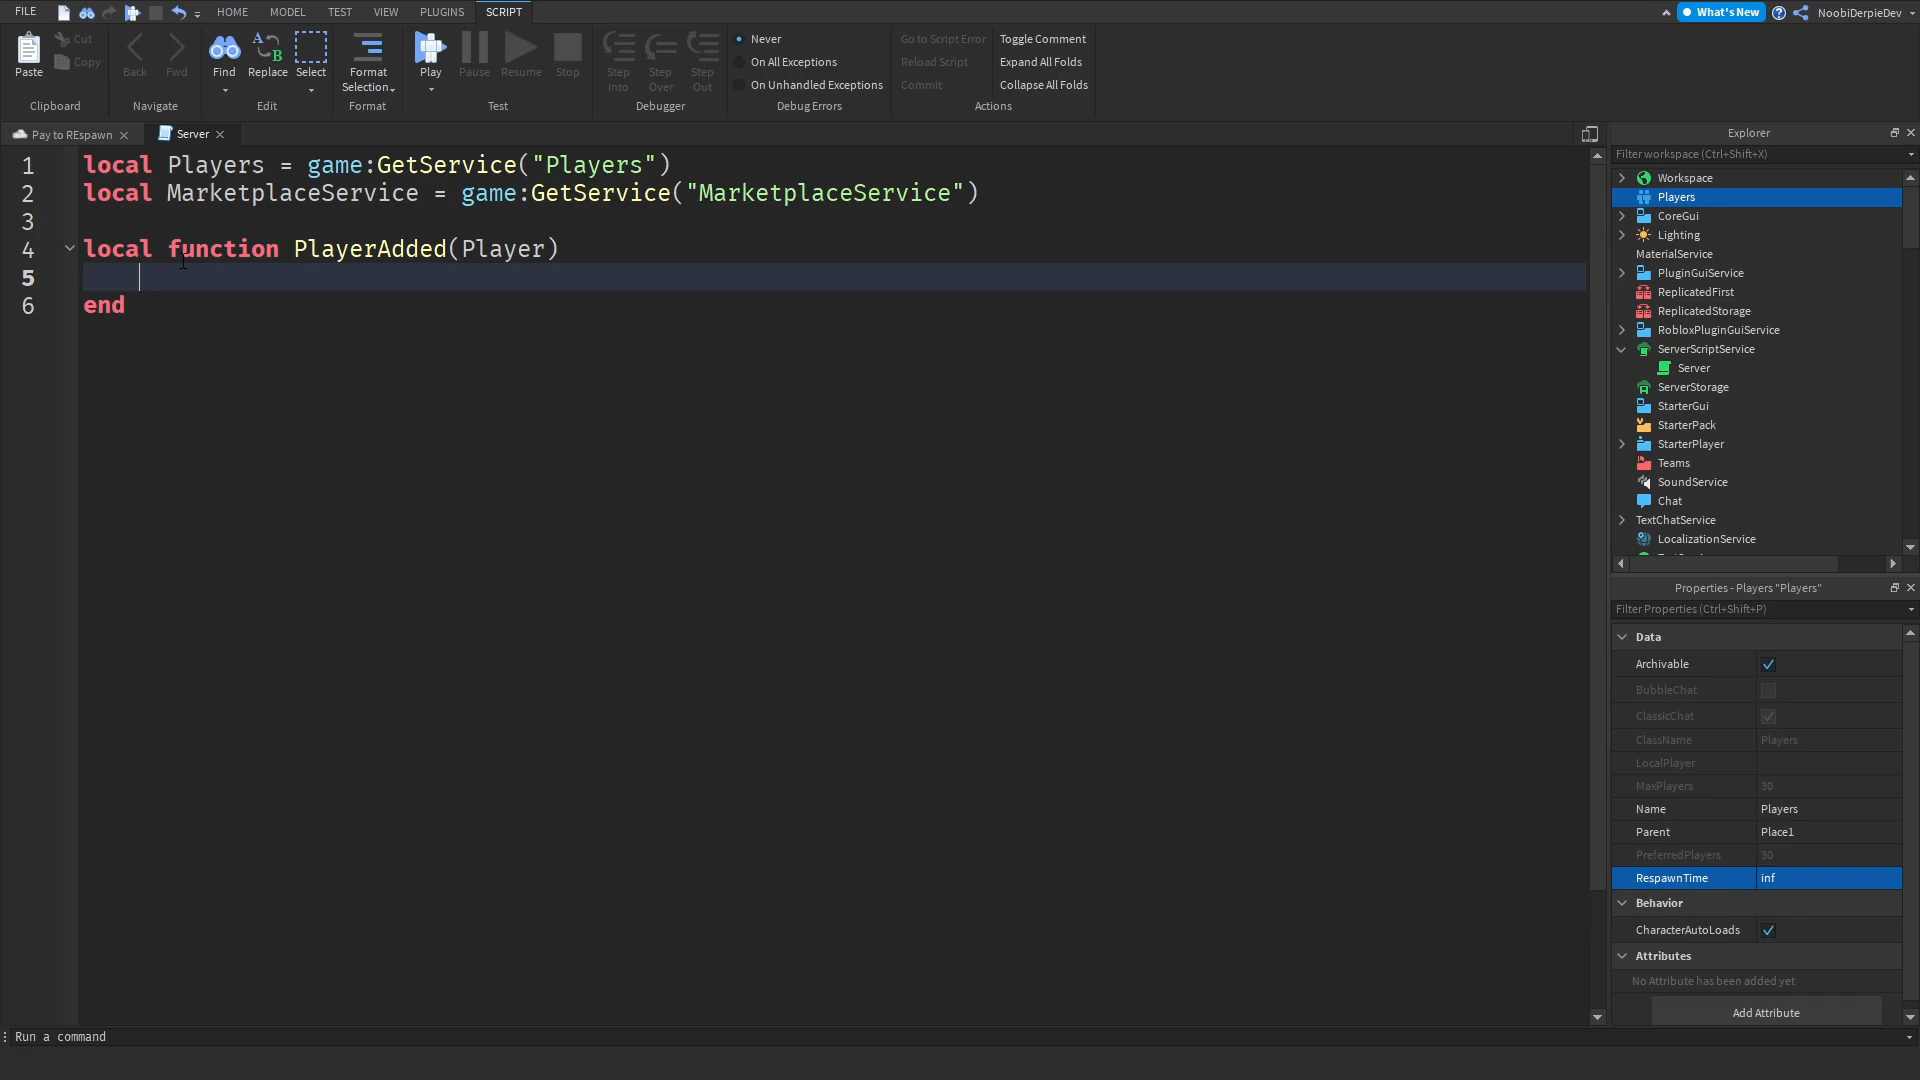 FILE HOME MODEL TEST VIEW PLUGINS SCRIPT What's New NoobiDerpieDev
Paste Cut Copy Clipboard
Back Fwd Navigate
Find Replace Select Edit
Format Selection Format
Play Pause Resume Stop Test
Step Into Step Over Step Out Debugger
Never
On All Exceptions
On Unhandled Exceptions
Debug Errors
Go to Script Error Toggle Comment
Reload Script Expand All Folds
Commit Collapse All Folds
Actions
Pay to REspawn Server
1 local Players = game:GetService("Players")
2 local MarketplaceService = game:GetService("MarketplaceService")
3
4 local function PlayerAdded(Player)
5
6 end
Explorer
Filter workspace (Ctrl+Shift+X)
Workspace
Players
CoreGui
Lighting
MaterialService
PluginGuiService
ReplicatedFirst
ReplicatedStorage
RobloxPluginGuiService
ServerScriptService
Server
ServerStorage
StarterGui
StarterPack
StarterPlayer
Teams
SoundService
Chat
TextChatService
LocalizationService
Properties - Players "Players"
Filter Properties (Ctrl+Shift+P)
Data
Archivable
BubbleChat
ClassicChat
ClassName Players
LocalPlayer
MaxPlayers 30
Name Players
Parent Place1
PreferredPlayers 30
RespawnTime inf
Behavior
CharacterAutoLoads
Attributes
No Attribute has been added yet
Add Attribute
Run a command